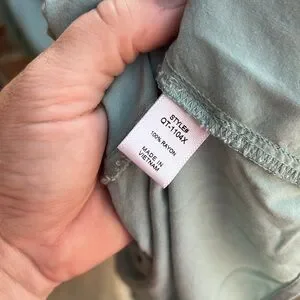 STYLE#
QT-1104X
100% RAYON
MADE IN
VIETNAM